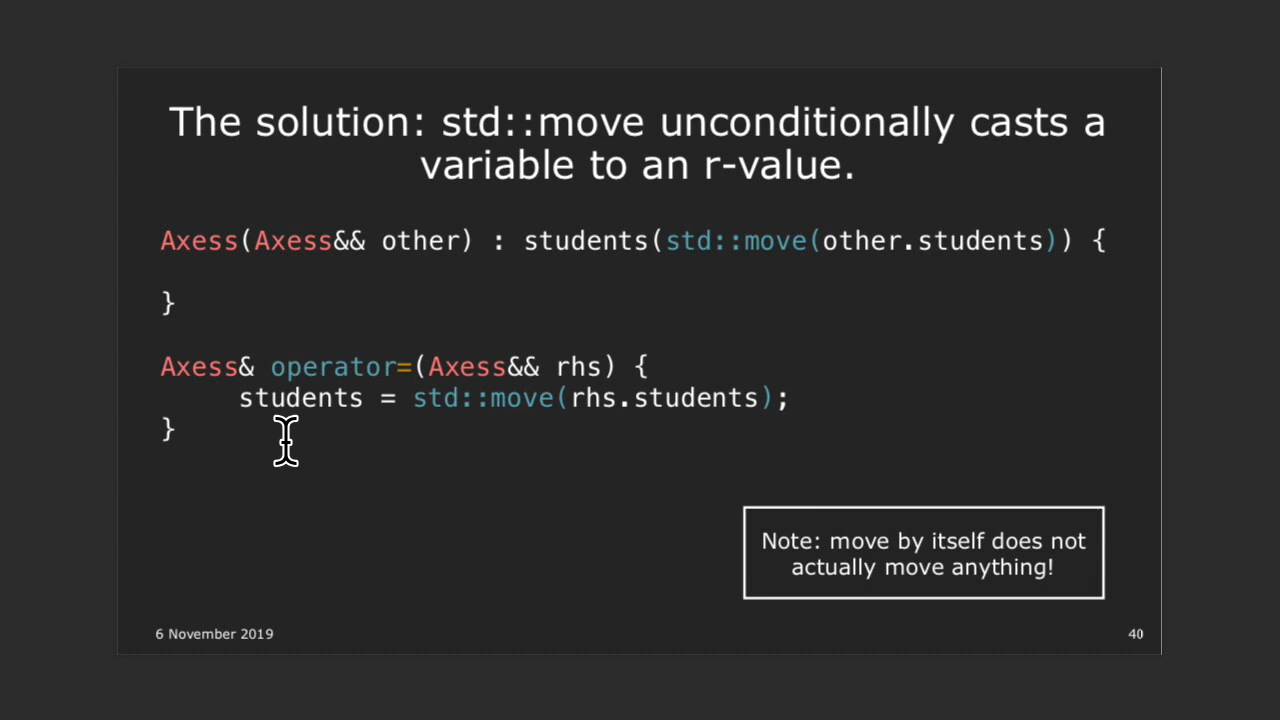 The solution: std::move unconditionally casts a
variable to an r-value.
Axess(Axess&& other) : students(std::move(other.students)) {
}
Axess& operator=(Axess&& rhs) {
students = std::move(rhs.students);
}
Note: move by itself does not
actually move anything!
6 November 2019
40